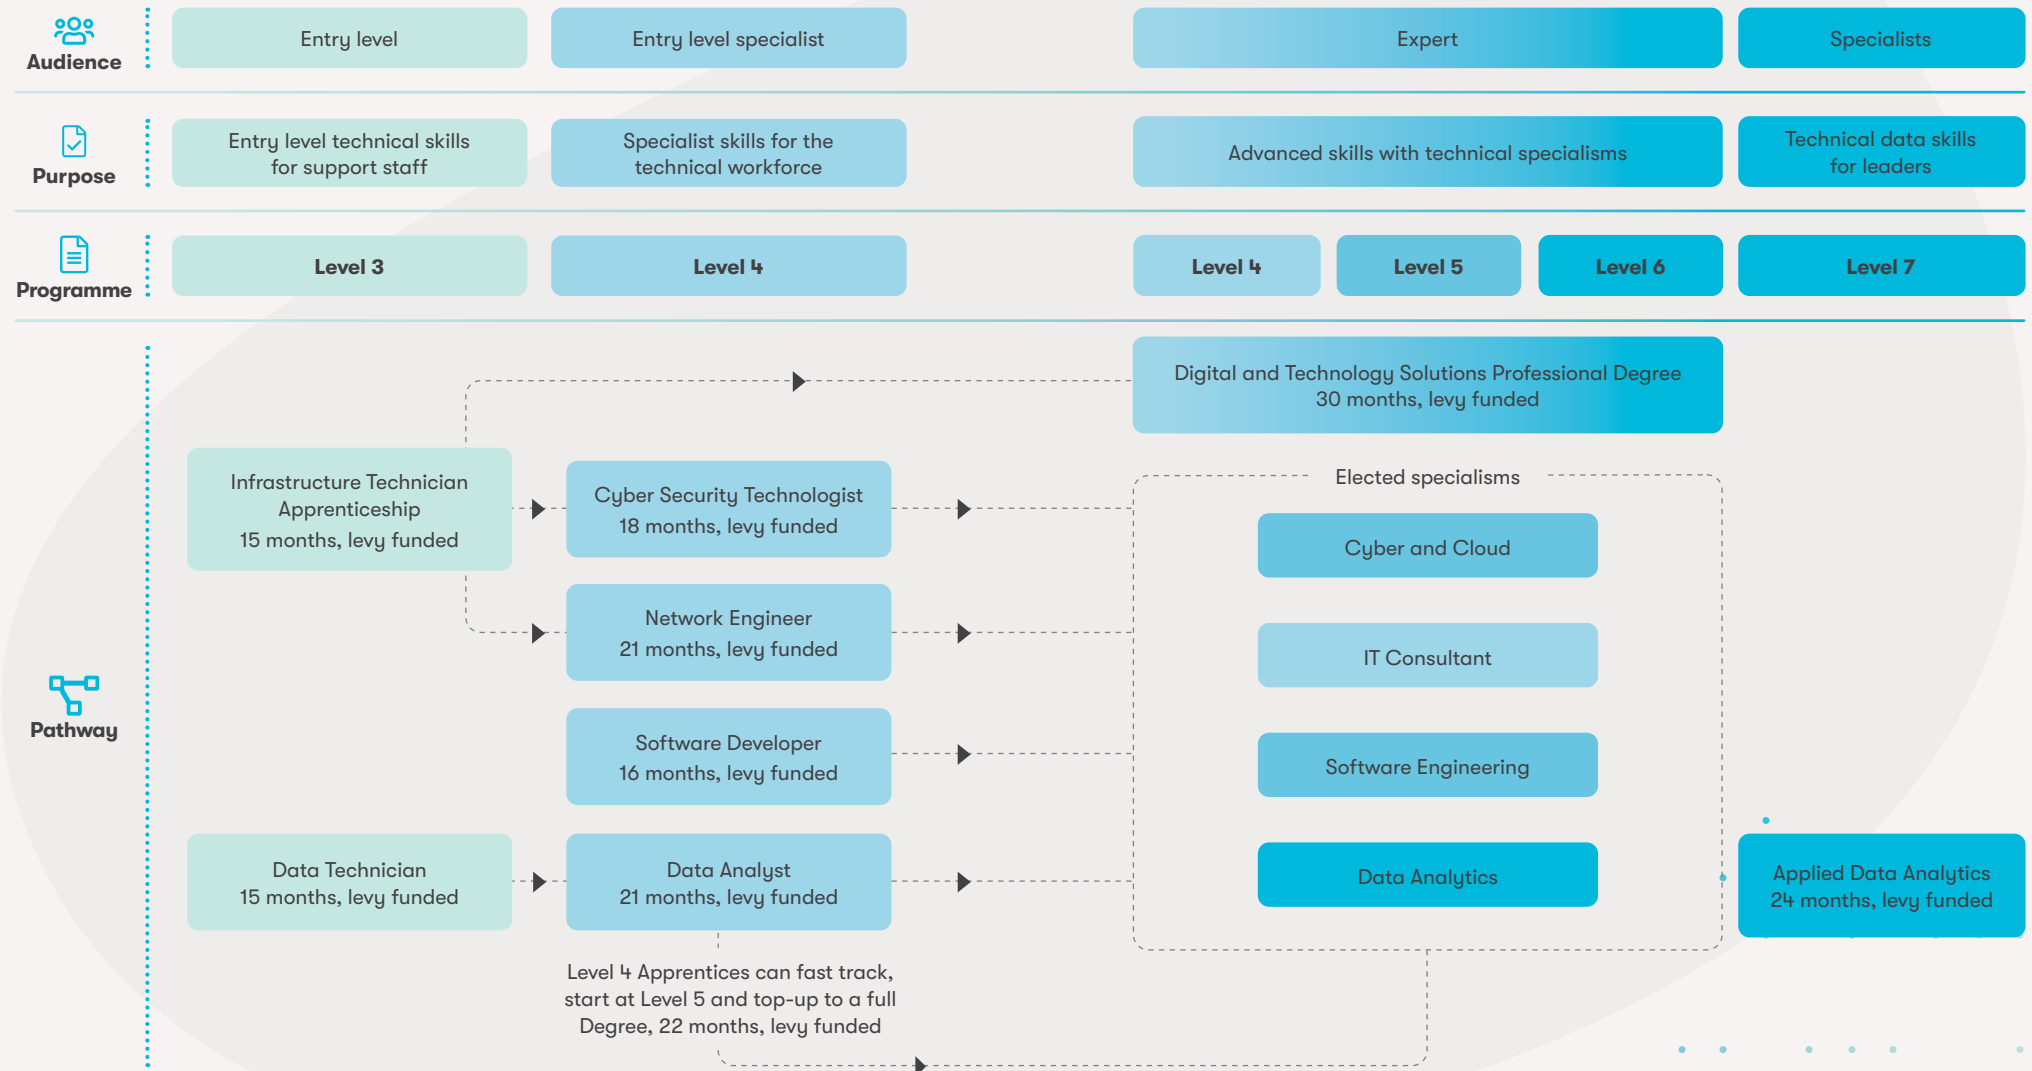 Audience
Entry level
Entry level specialist
Expert
Specialists
Purpose
Entry level technical skills
for support staff
Specialist skills for the
technical workforce
Advanced skills with technical specialisms
Technical data skills
for leaders
Programme
Level 3
Level 4
Level 4
Level 5
Level 6
Level 7
Pathway
Digital and Technology Solutions Professional Degree
30 months, levy funded
Infrastructure Technician
Apprenticeship
15 months, levy funded
Cyber Security Technologist
18 months, levy funded
Network Engineer
21 months, levy funded
Software Developer
16 months, levy funded
Data Technician
15 months, levy funded
Data Analyst
21 months, levy funded
Level 4 Apprentices can fast track,
start at Level 5 and top-up to a full
Degree, 22 months, levy funded
Elected specialisms
Cyber and Cloud
IT Consultant
Software Engineering
Data Analytics
Applied Data Analytics
24 months, levy funded